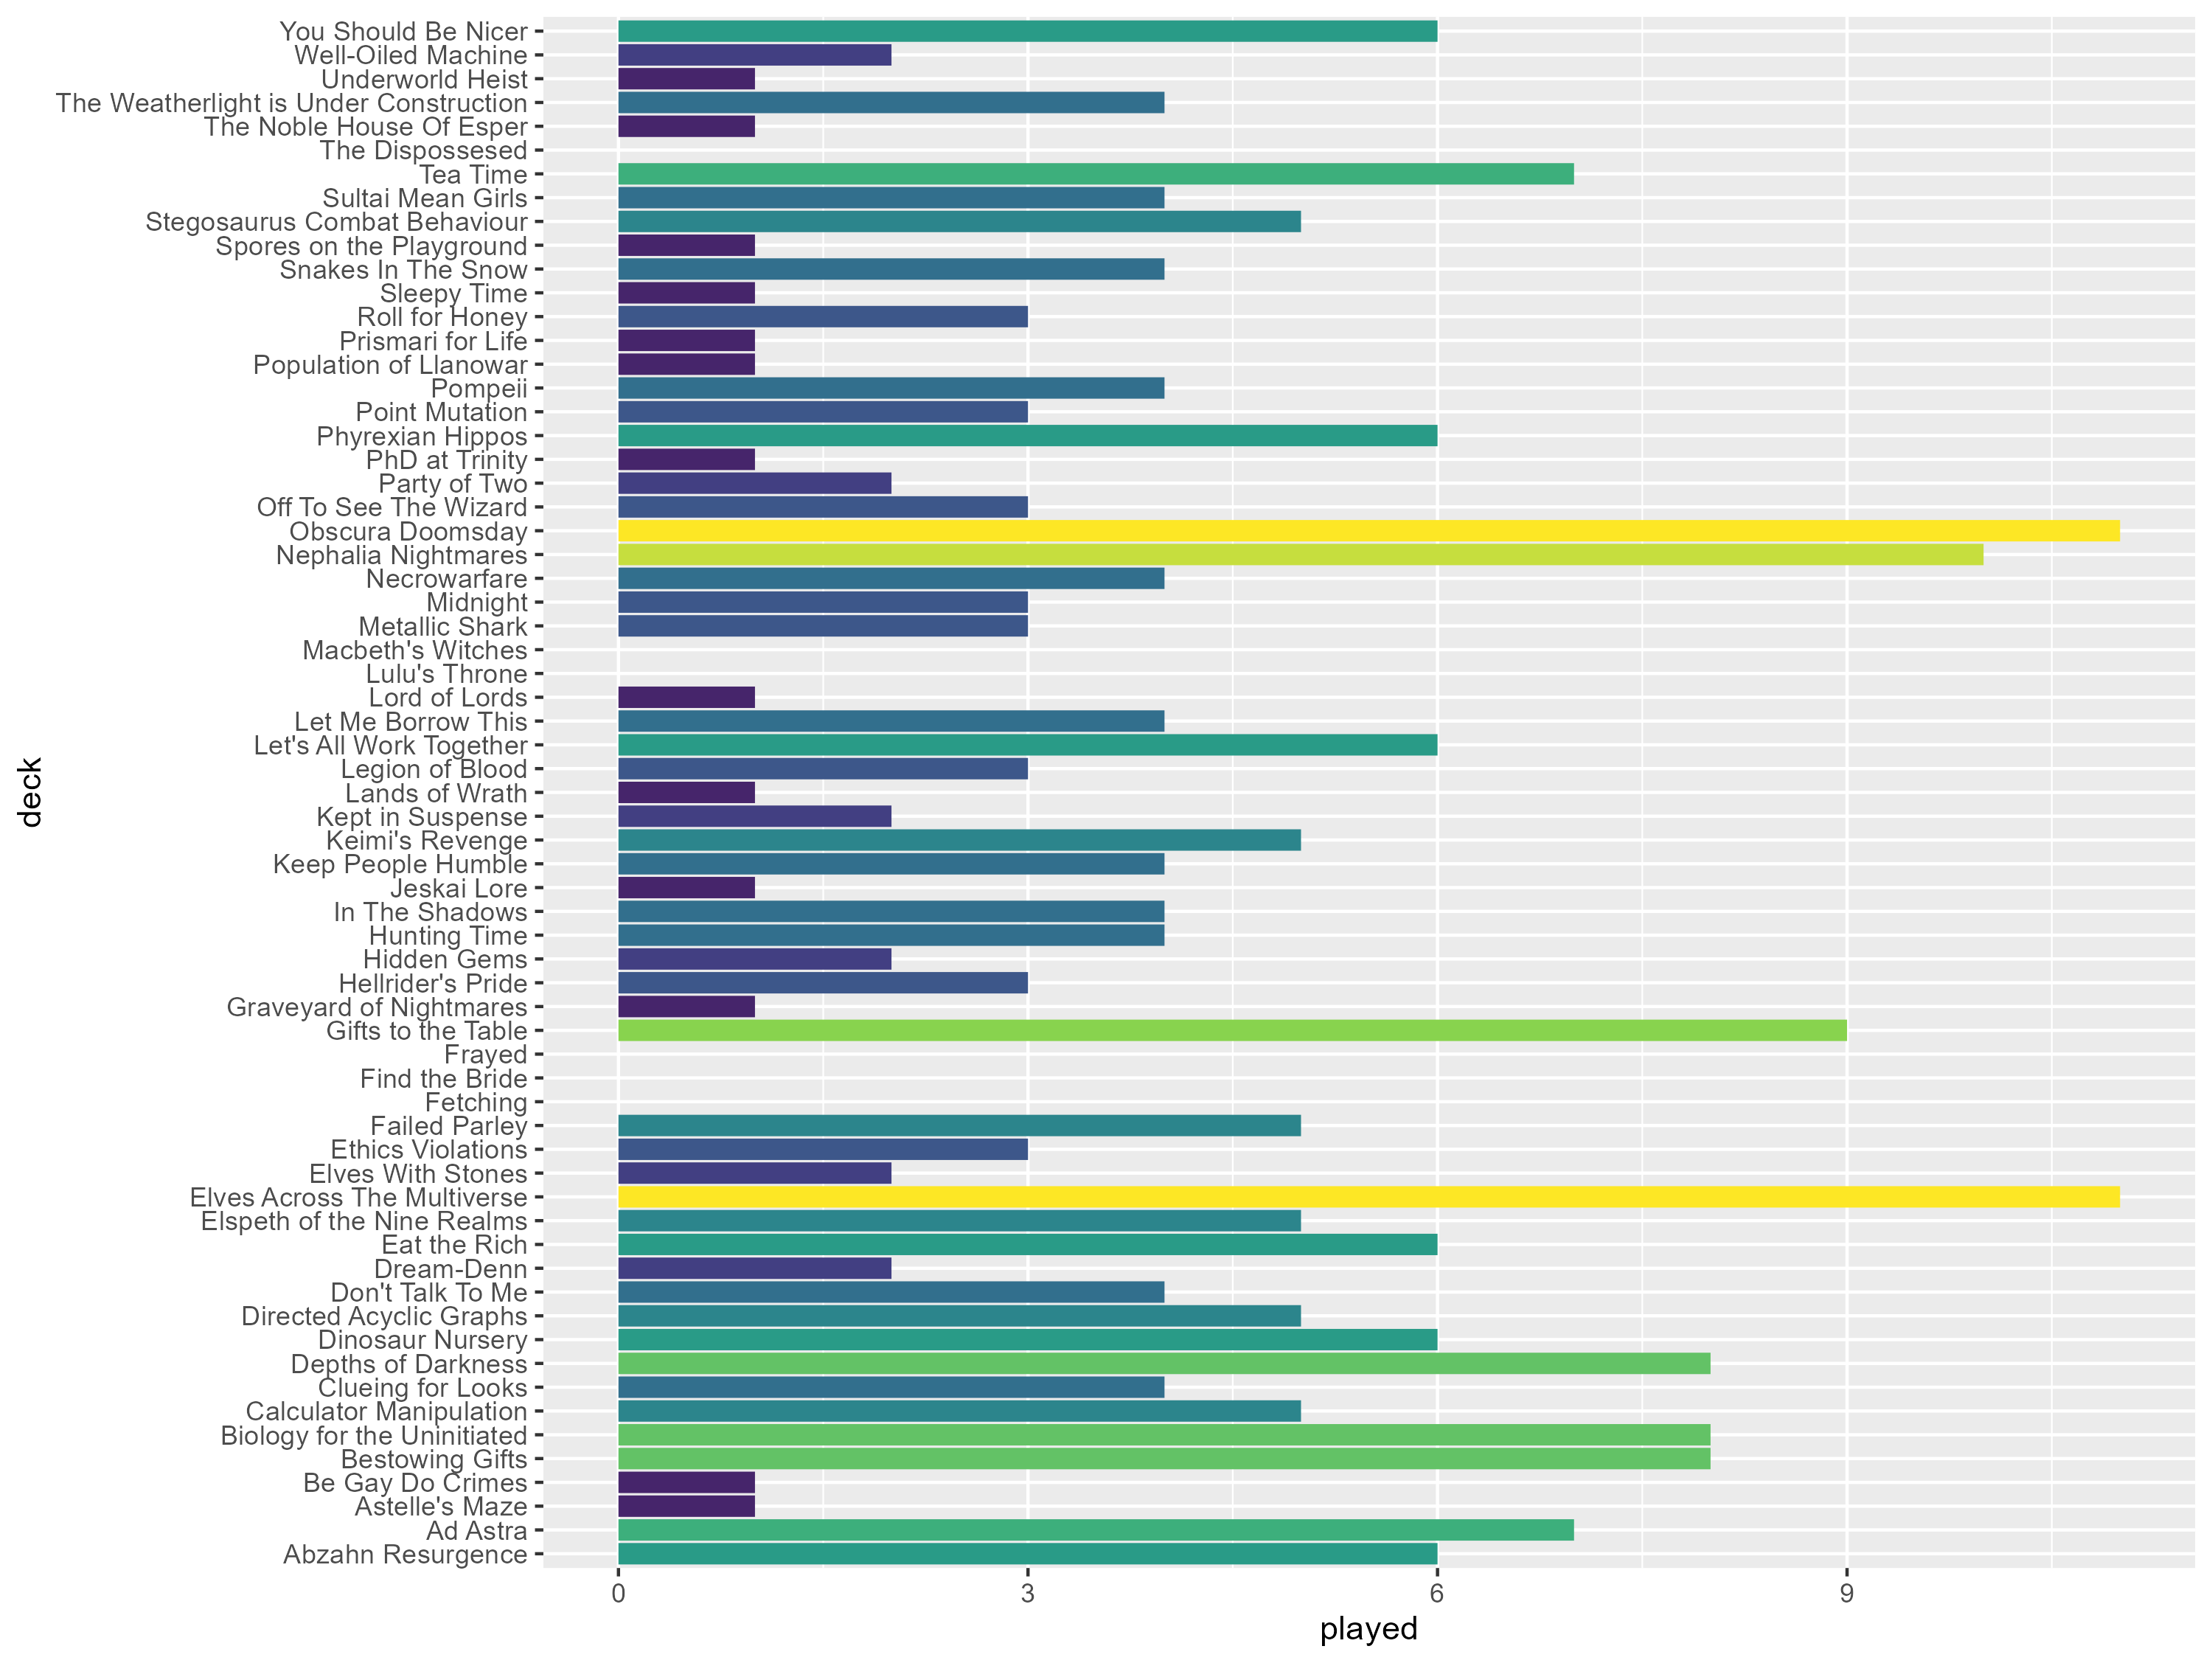 You Should Be Nicer
Well-Oiled Machine
Underworld Heist
The Weatherlight is Under Construction
The Noble House Of Esper
The Dispossesed
Tea Time
Sultai Mean Girls
Stegosaurus Combat Behaviour
Spores on the Playground
Snakes In The Snow
Sleepy Time
Roll for Honey
Prismari for Life
Population of Llanowar
Pompeii
Point Mutation
Phyrexian Hippos
PhD at Trinity
Party of Two
Off To See The Wizard
Obscura Doomsday
Nephalia Nightmares
Necrowarfare
Midnight
Metallic Shark
Macbeth's Witches
Lulu's Throne
Lord of Lords
Let Me Borrow This
Let's All Work Together
Legion of Blood
Lands of Wrath
Kept in Suspense
Keimi's Revenge
Keep People Humble
Jeskai Lore
In The Shadows
Hunting Time
Hidden Gems
Hellrider's Pride
Graveyard of Nightmares
Gifts to the Table
Frayed
Find the Bride
Fetching
Failed Parley
Ethics Violations
Elves With Stones
Elves Across The Multiverse
Elspeth of the Nine Realms
Eat the Rich
Dream-Denn
Don't Talk To Me
Directed Acyclic Graphs
Dinosaur Nursery
Depths of Darkness
Clueing for Looks
Calculator Manipulation
Biology for the Uninitiated
Bestowing Gifts
Be Gay Do Crimes
Astelle's Maze
Ad Astra
Abzahn Resurgence
deck
0 3 6 9
played